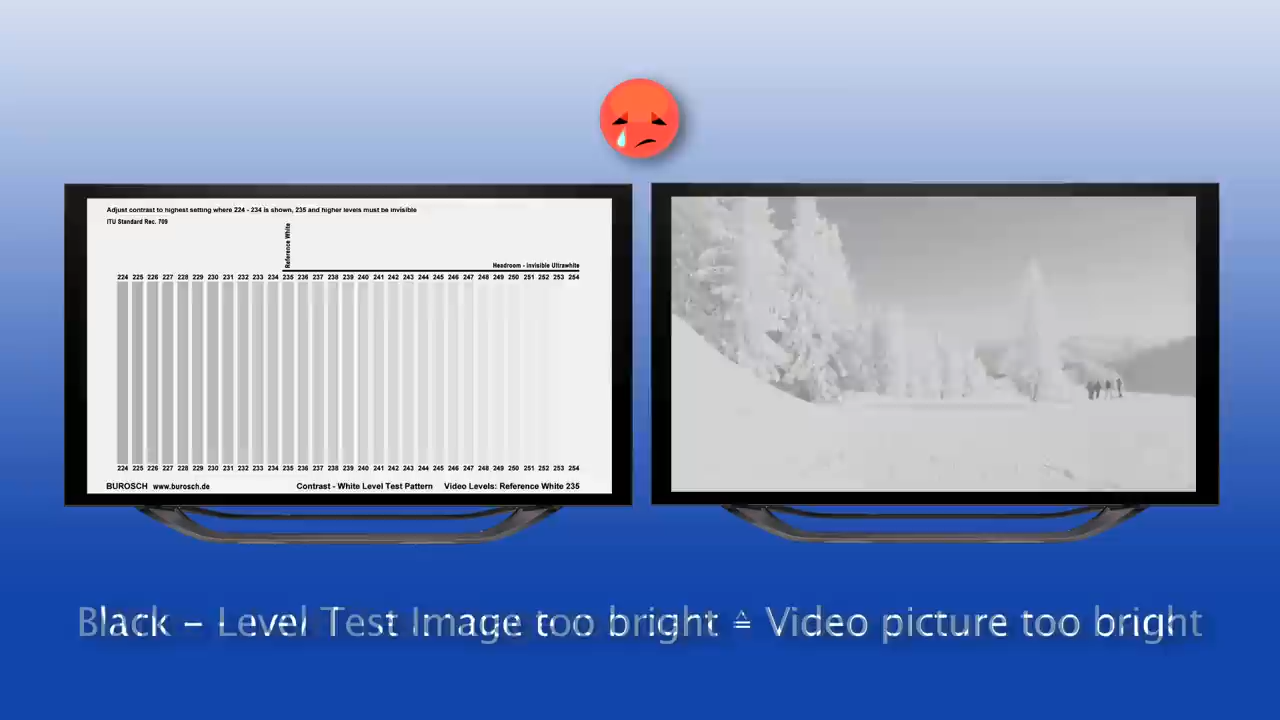 Adjust contrast to highest setting where 224 - 234 is shown, 235 and higher levels must be invisible
ITU Standard Rec. 709
Reference White
Headroom - invisible Ultrawhite
224 225 226 227 228 229 230 231 232 233 234 235 236 237 238 239 240 241 242 243 244 245 246 247 248 249 250 251 252 253 254
224 225 226 227 228 229 230 231 232 233 234 235 236 237 238 239 240 241 242 243 244 245 246 247 248 249 250 251 252 253 254
BUROSCH www.burosch.de Contrast - White Level Test Pattern Video Levels: Reference White 235
Black - Level Test Image too bright ≙ Video picture too bright